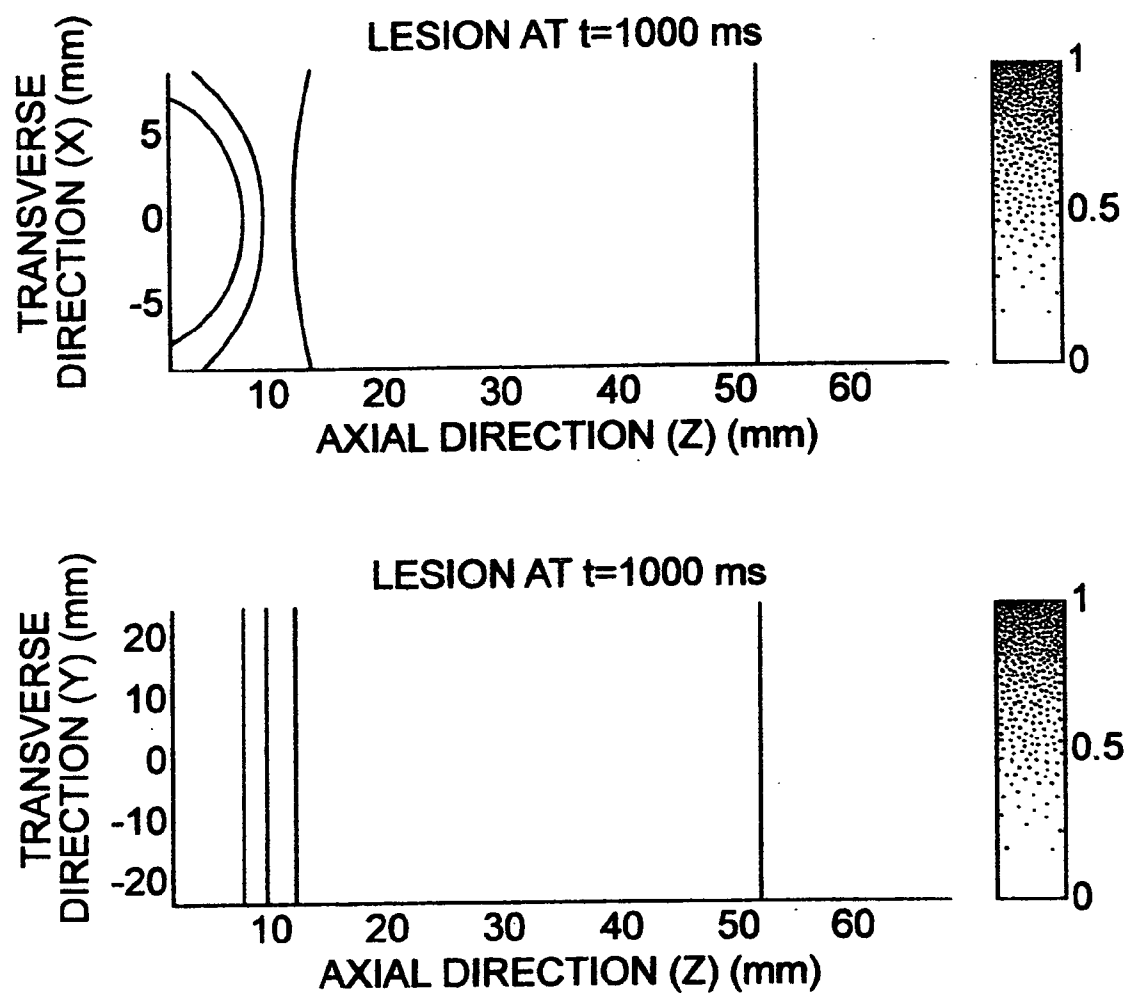 LESION AT t=1000 ms
TRANSVERSE
DIRECTION (X) (mm)
5
0
-5
10 20 30 40 50 60
AXIAL DIRECTION (Z) (mm)
1
0.5
0
LESION AT t=1000 ms
TRANSVERSE
DIRECTION (Y) (mm)
20
10
0
-10
-20
10 20 30 40 50 60
AXIAL DIRECTION (Z) (mm)
1
0.5
0